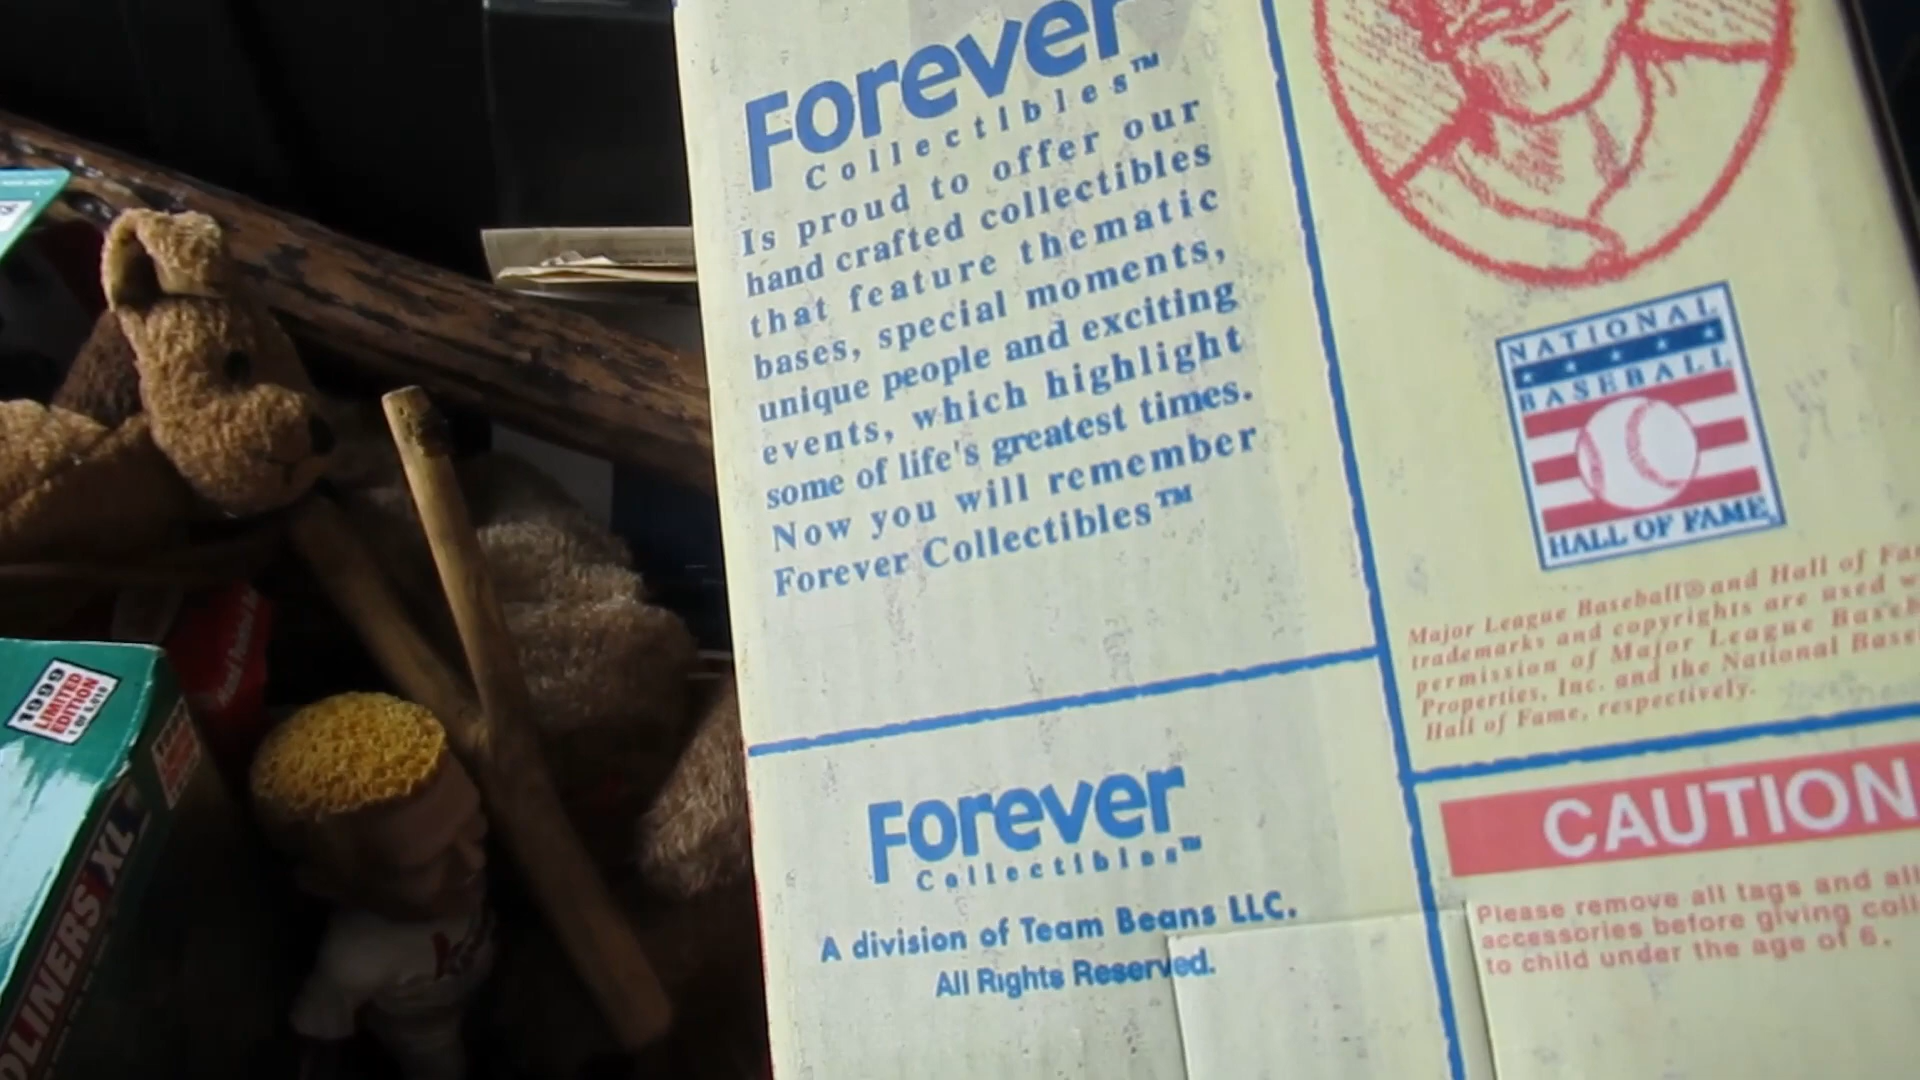 Forever
Collectibles™
Is proud to offer our
hand crafted collectibles
that feature thematic
bases, special moments,
unique people and exciting
events, which highlight
some of life's greatest times.
Now you will remember
Forever Collectibles™
Forever
Collectibles™
A division of Team Beans LLC.
All Rights Reserved.
NATIONAL
BASEBALL
HALL OF FAME
Major League Baseball® and Hall of
trademarks and copyrights are used
permission of Major League
Properties, Inc. and the National
Hall of Fame, respectively.
CAUTION
Please remove all tags and all
accessories before giving
to child under the age of 6.
1999
LIMITED
EDITION
XL